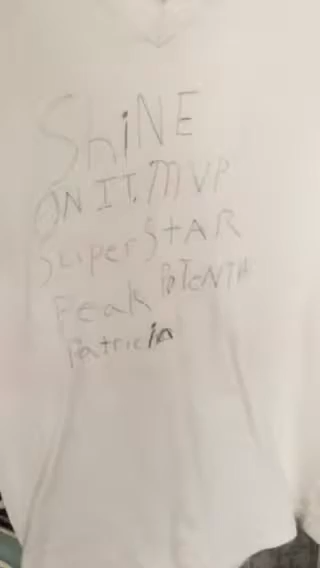 ShiNE
ON IT. MVP
SuperStAR
Peak PoTeNTIA
Patricia